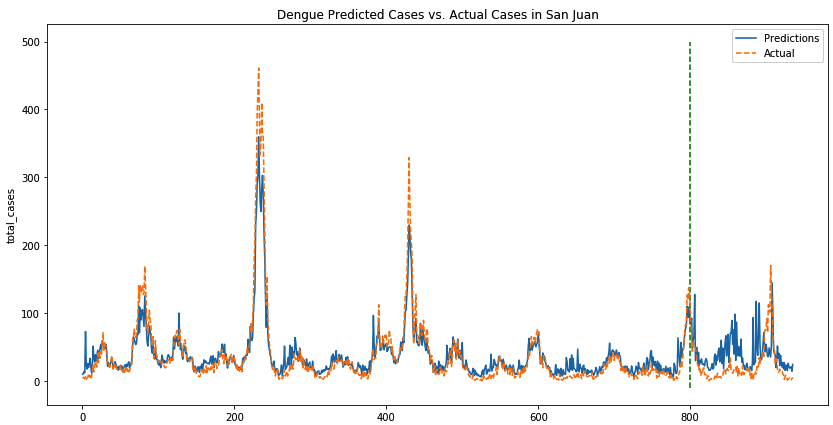 Dengue Predicted Cases vs. Actual Cases in San Juan
Predictions
Actual
total_cases
500
400
300
200
100
0
0
200
400
600
800